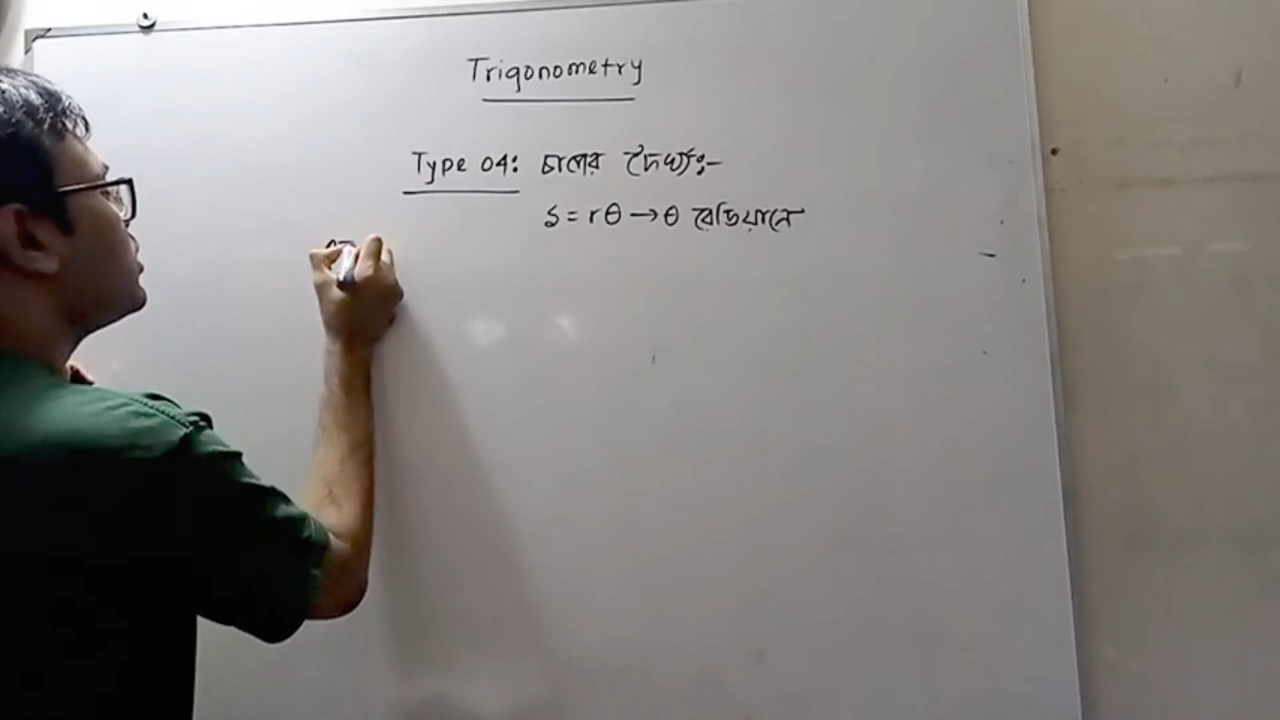 Trigonometry
Type 04: চাপের দৈর্ঘ্য:-
s = rθ → θ রেডিয়ানে